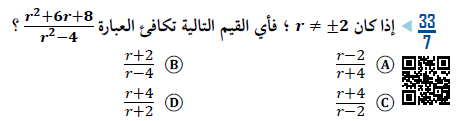 33/7 ◀ إذا كان r ≠ ±2 ؛ فأي القيم التالية تكافئ العبارة (r²+6r+8)/(r²−4) ؟
Ⓐ (r−2)/(r+4) Ⓑ (r+2)/(r−4)
Ⓒ (r+4)/(r−2) Ⓓ (r+4)/(r+2)